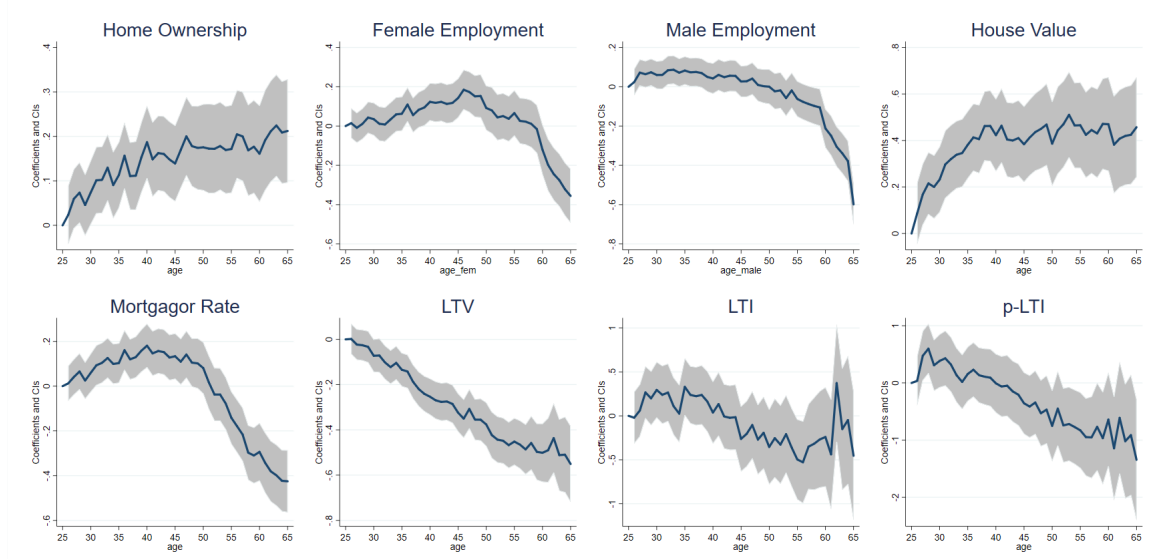 Home Ownership
Coefficients and CIs
.4
.3
.2
.1
0
25 30 35 40 45 50 55 60 65
age
Female Employment
Coefficients and CIs
.4
.2
0
-.2
-.4
-.6
25 30 35 40 45 50 55 60 65
age_fem
Male Employment
Coefficients and CIs
.2
0
-.2
-.4
-.6
-.8
25 30 35 40 45 50 55 60 65
age_male
House Value
Coefficients and CIs
.8
.6
.4
.2
0
25 30 35 40 45 50 55 60 65
age
Mortgagor Rate
Coefficients and CIs
.2
0
-.2
-.4
-.6
25 30 35 40 45 50 55 60 65
age
LTV
Coefficients and CIs
0
-.2
-.4
-.6
-.8
25 30 35 40 45 50 55 60 65
age
LTI
Coefficients and CIs
1
.5
0
-.5
-1
25 30 35 40 45 50 55 60 65
age
p-LTI
Coefficients and CIs
1
0
-1
-2
25 30 35 40 45 50 55 60 65
age